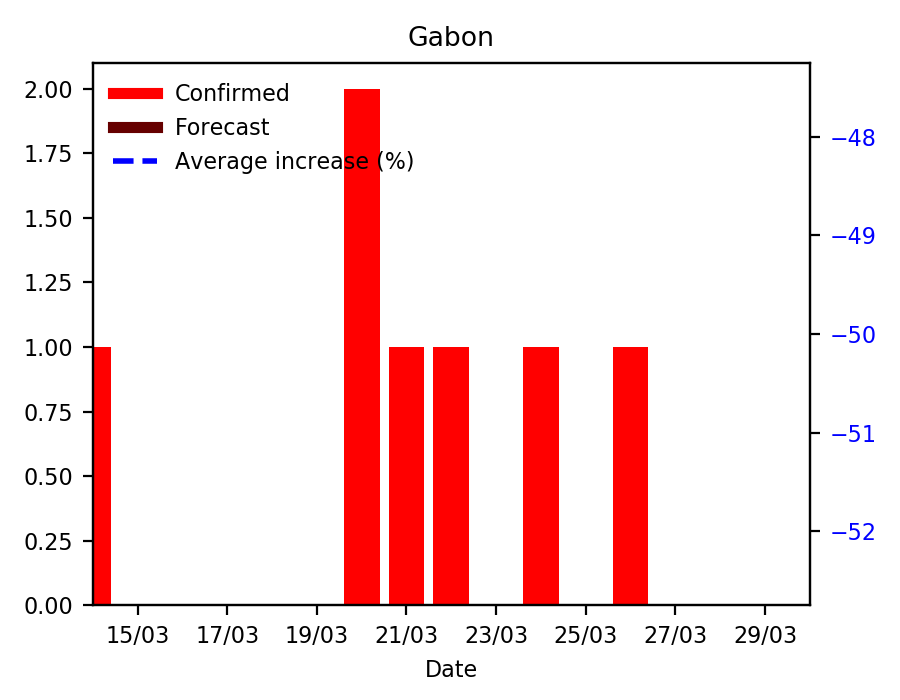 Gabon
Confirmed
Forecast
Average increase (%)
2.00
1.75
1.50
1.25
1.00
0.75
0.50
0.25
0.00
−48
−49
−50
−51
−52
15/03 17/03 19/03 21/03 23/03 25/03 27/03 29/03
Date